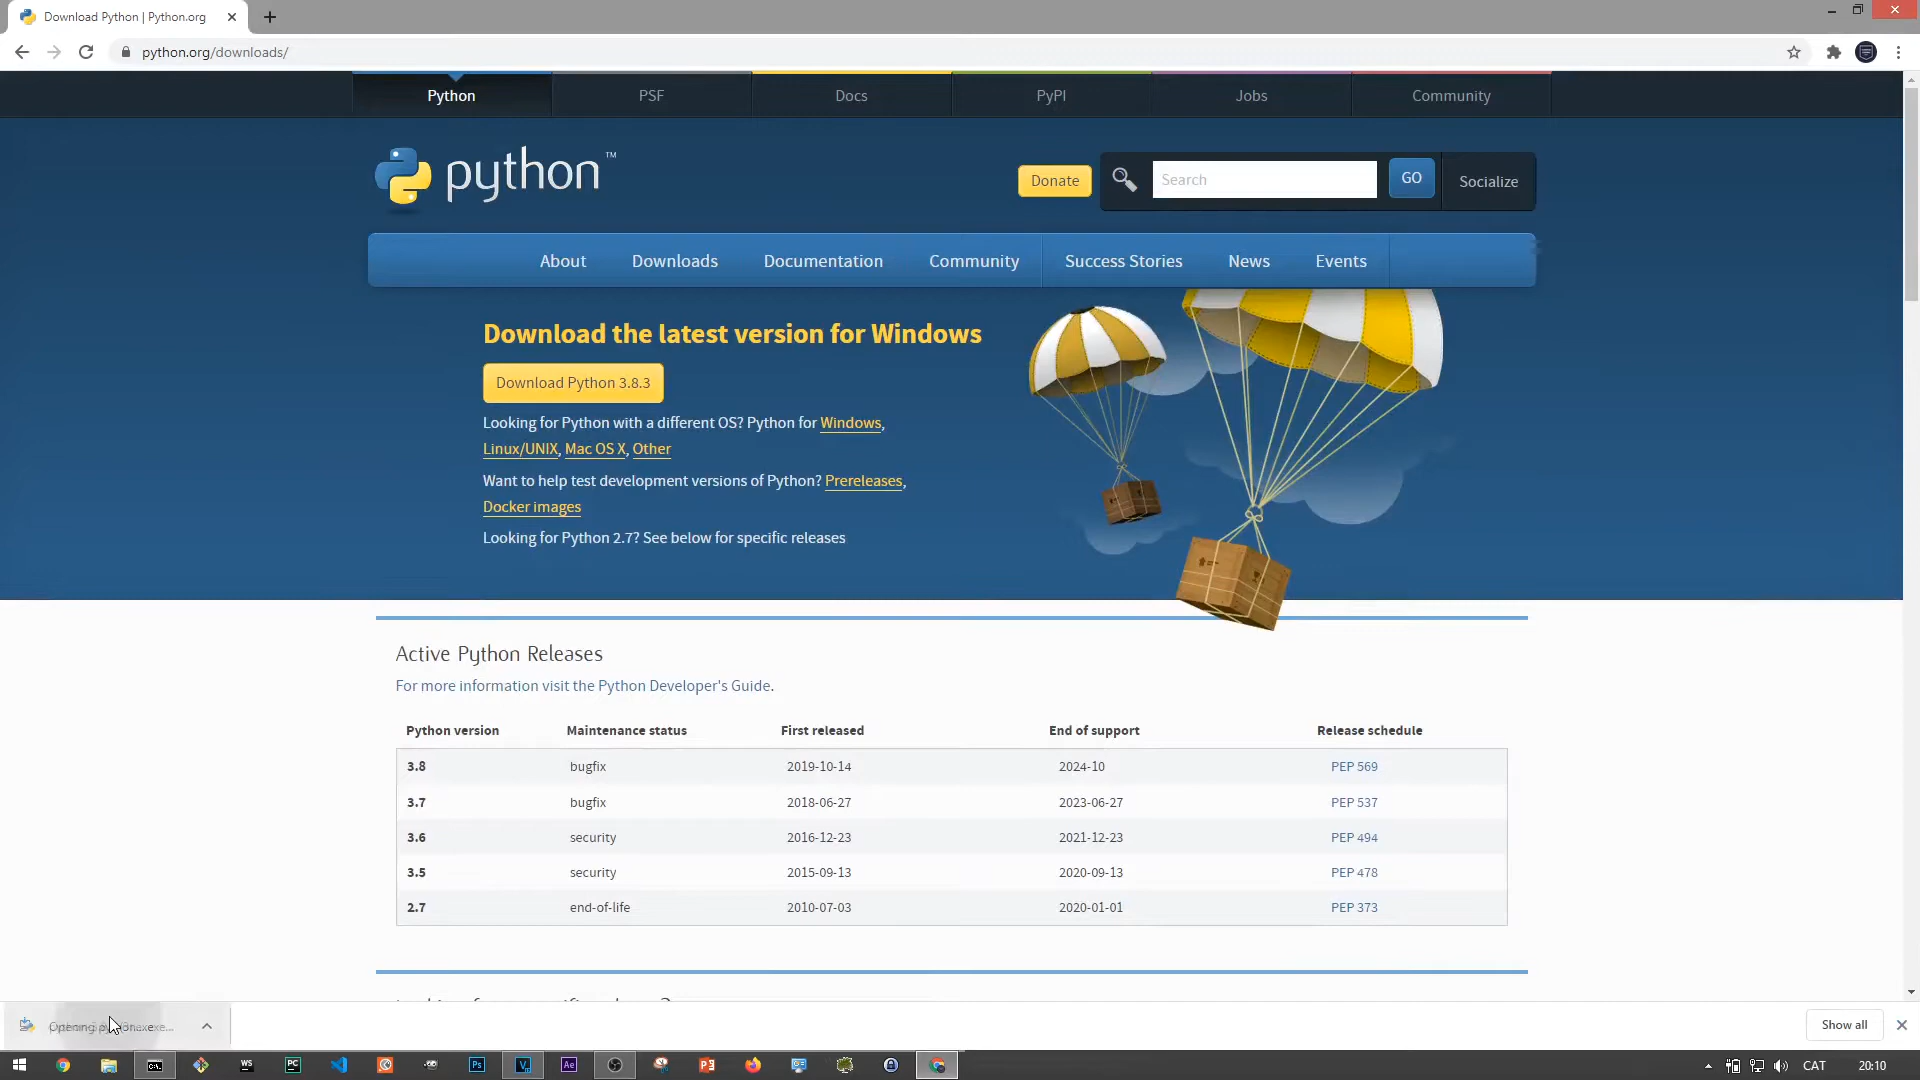 Download Python | Python.org
python.org/downloads/
Python PSF Docs PyPI Jobs Community
python™
Donate Search GO Socialize
About Downloads Documentation Community Success Stories News Events
Download the latest version for Windows
Download Python 3.8.3
Looking for Python with a different OS? Python for Windows,
Linux/UNIX, Mac OS X, Other
Want to help test development versions of Python? Prereleases,
Docker images
Looking for Python 2.7? See below for specific releases
Active Python Releases
For more information visit the Python Developer's Guide.
Python version Maintenance status First released End of support Release schedule
3.8 bugfix 2019-10-14 2024-10 PEP 569
3.7 bugfix 2018-06-27 2023-06-27 PEP 537
3.6 security 2016-12-23 2021-12-23 PEP 494
3.5 security 2015-09-13 2020-09-13 PEP 478
2.7 end-of-life 2010-07-03 2020-01-01 PEP 373
Opening
Show all
WS PC Ps V Ae CAT 20:10